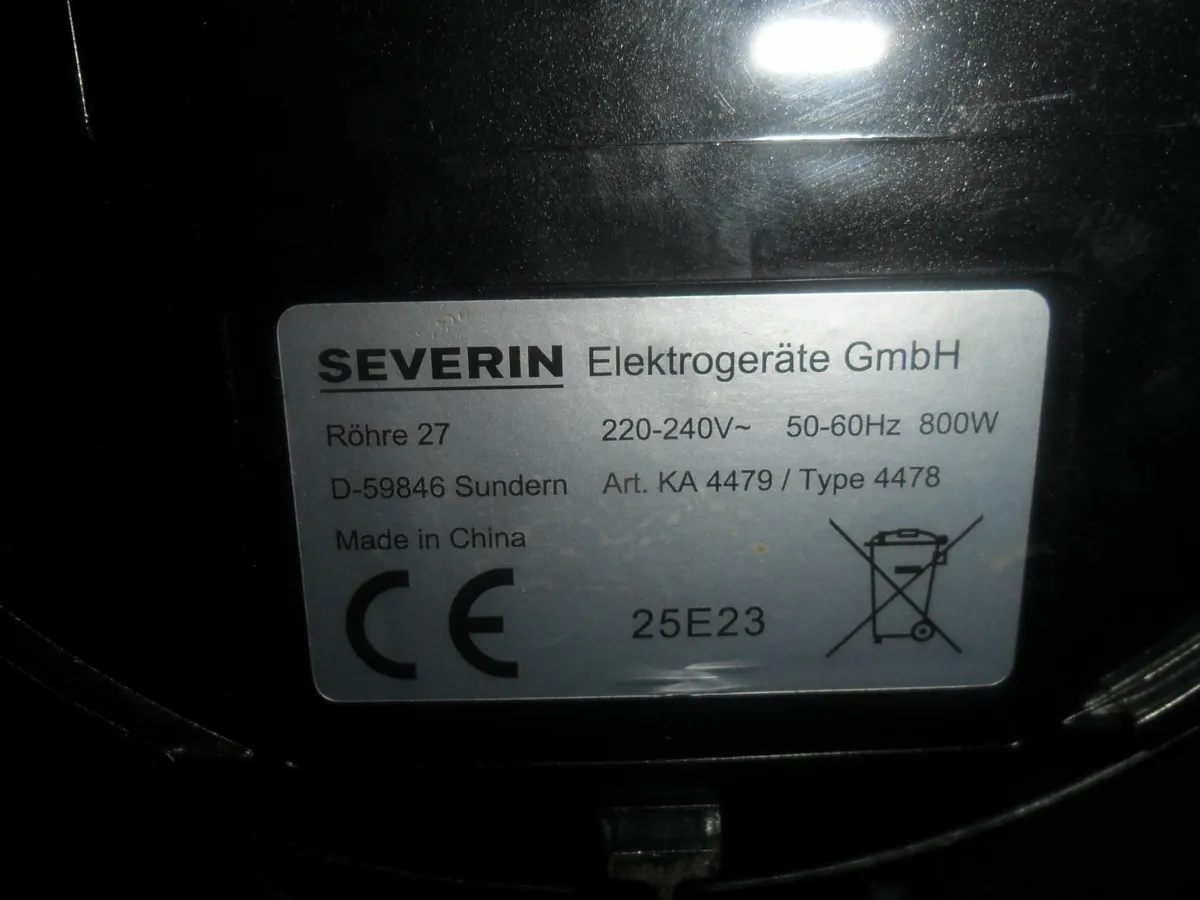 SEVERIN Elektrogeräte GmbH
Röhre 27 220-240V~ 50-60Hz 800W
D-59846 Sundern Art. KA 4479 / Type 4478
Made in China
CE 25E23